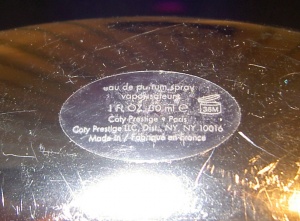 eau de parfum spray
vaporisateur
1 FL OZ 30 ml e 36M
Coty Prestige • Paris
Coty Prestige LLC, Dist., NY, NY 10016
Made in / Fabriqué en France